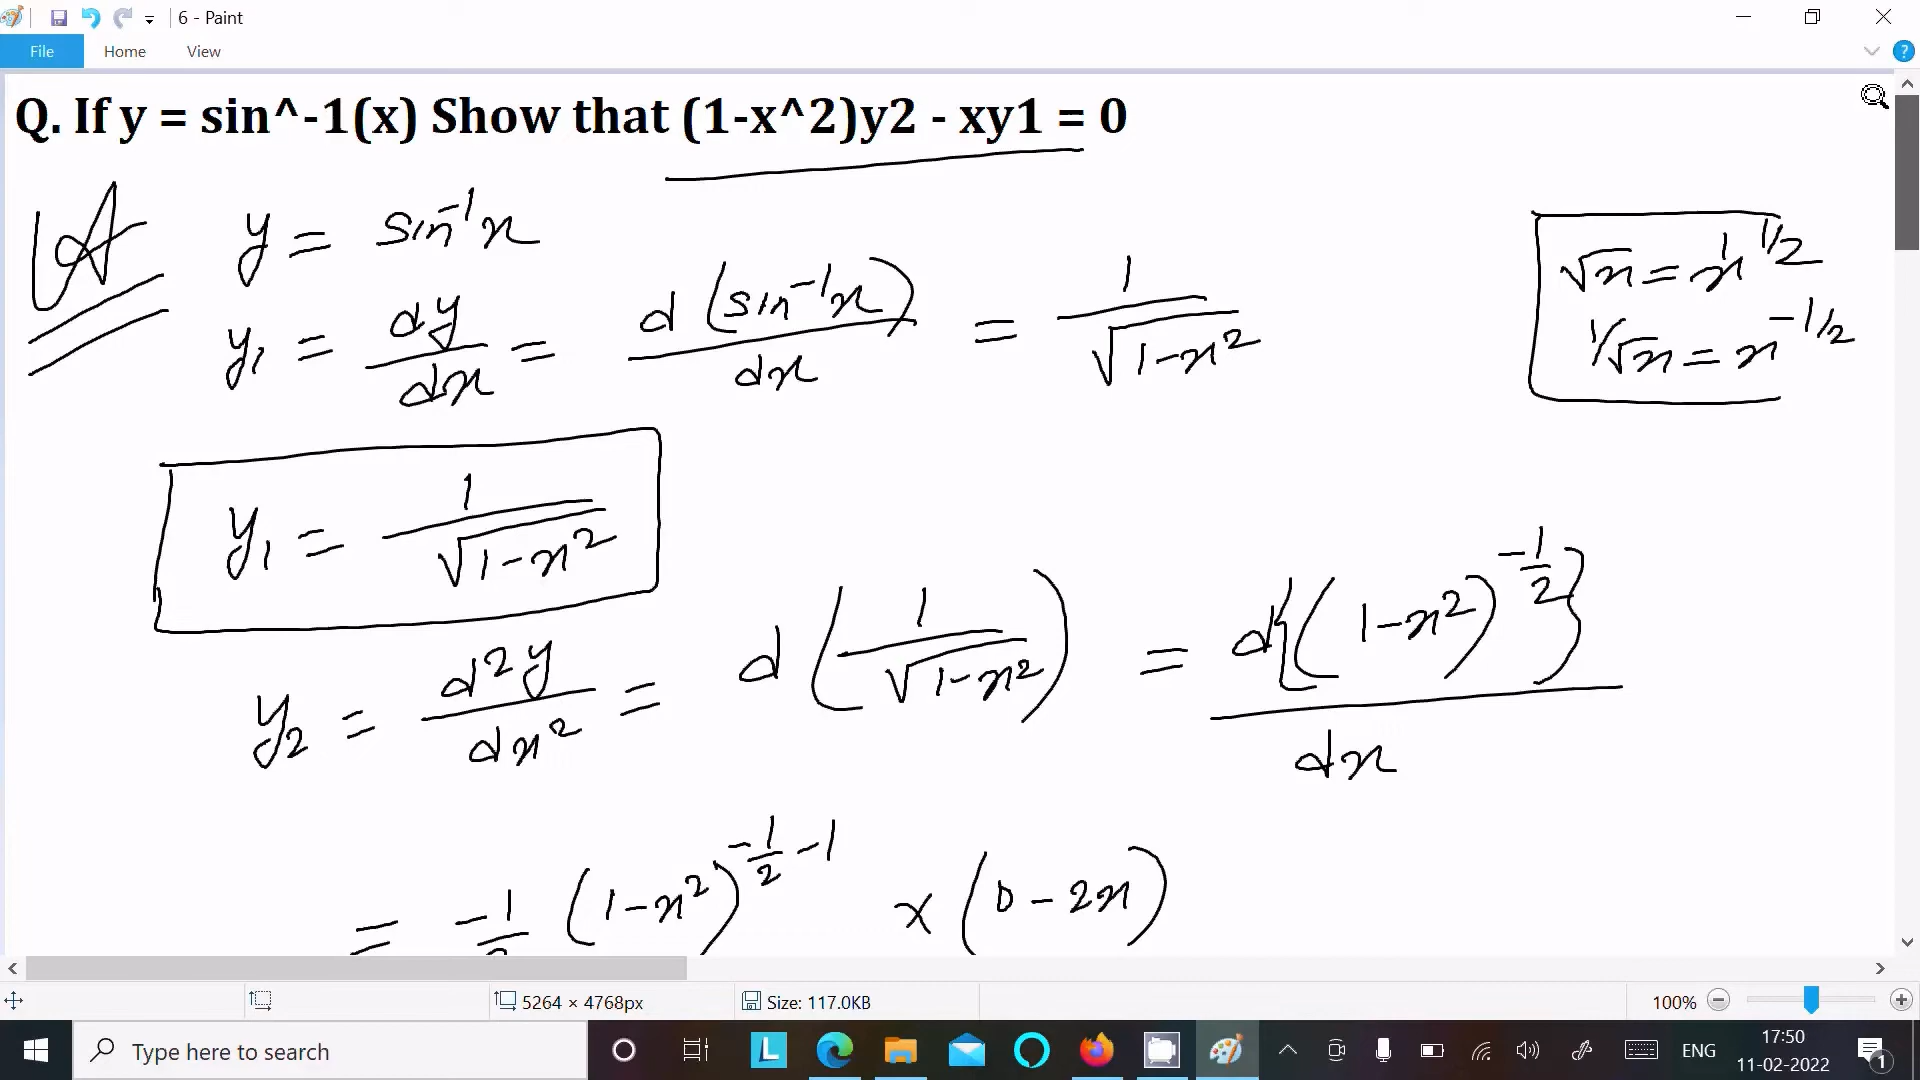 6 - Paint
File Home View
Q. If y = sin^-1(x) Show that (1-x^2)y2 - xy1 = 0
A
y = sin⁻¹x
y₁ = dy/dx = d(sin⁻¹x)/dx = 1/√(1-x²)
√x = x^1/2
1/√x = x^-1/2
y₁ = 1/√(1-x²)
y₂ = d²y/dx² = d(1/√(1-x²)) = d{(1-x²)^-1/2}/dx
= -1/2 (1-x²)^-1/2-1 × (0-2x)
5264 × 4768px Size: 117.0KB 100%
Type here to search
L
ENG
17:50
11-02-2022
1